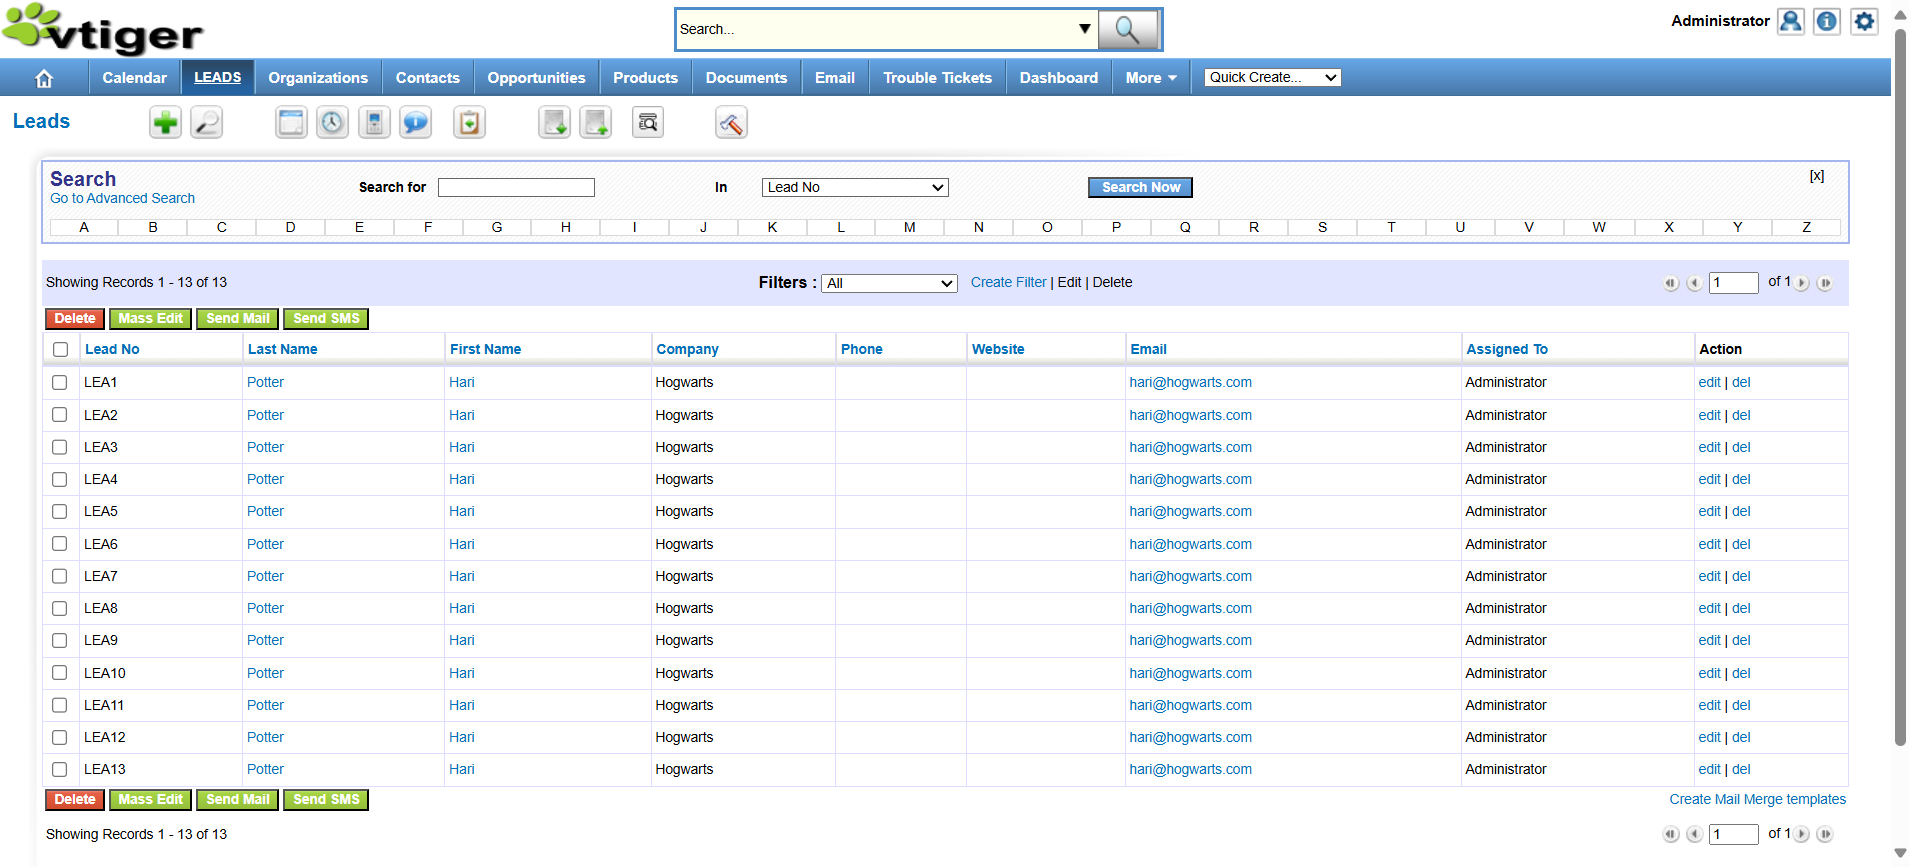 vtiger
Search...
Administrator
Calendar LEADS Organizations Contacts Opportunities Products Documents Email Trouble Tickets Dashboard More Quick Create...
Leads
Search
Go to Advanced Search
Search for In Lead No Search Now [x]
A B C D E F G H I J K L M N O P Q R S T U V W X Y Z
Showing Records 1 - 13 of 13 Filters : All Create Filter | Edit | Delete 1 of 1
Delete Mass Edit Send Mail Send SMS
Lead No Last Name First Name Company Phone Website Email Assigned To Action
LEA1 Potter Hari Hogwarts hari@hogwarts.com Administrator edit | del
LEA2 Potter Hari Hogwarts hari@hogwarts.com Administrator edit | del
LEA3 Potter Hari Hogwarts hari@hogwarts.com Administrator edit | del
LEA4 Potter Hari Hogwarts hari@hogwarts.com Administrator edit | del
LEA5 Potter Hari Hogwarts hari@hogwarts.com Administrator edit | del
LEA6 Potter Hari Hogwarts hari@hogwarts.com Administrator edit | del
LEA7 Potter Hari Hogwarts hari@hogwarts.com Administrator edit | del
LEA8 Potter Hari Hogwarts hari@hogwarts.com Administrator edit | del
LEA9 Potter Hari Hogwarts hari@hogwarts.com Administrator edit | del
LEA10 Potter Hari Hogwarts hari@hogwarts.com Administrator edit | del
LEA11 Potter Hari Hogwarts hari@hogwarts.com Administrator edit | del
LEA12 Potter Hari Hogwarts hari@hogwarts.com Administrator edit | del
LEA13 Potter Hari Hogwarts hari@hogwarts.com Administrator edit | del
Delete Mass Edit Send Mail Send SMS Create Mail Merge templates
Showing Records 1 - 13 of 13 1 of 1